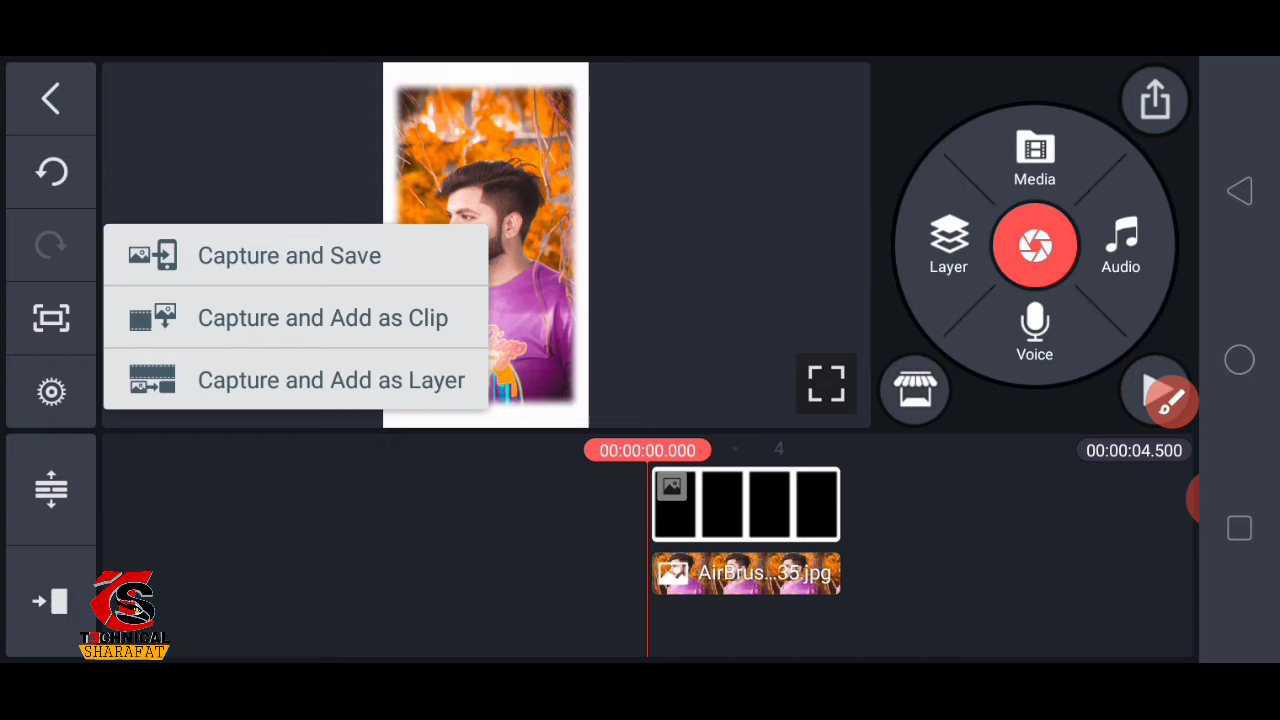 Capture and Save
Capture and Add as Clip
Capture and Add as Layer
Media
Layer
Audio
Voice
00:00:00.000
4
00:00:04.500
AirBrus...35.jpg
TECHNICAL
SHARAFAT